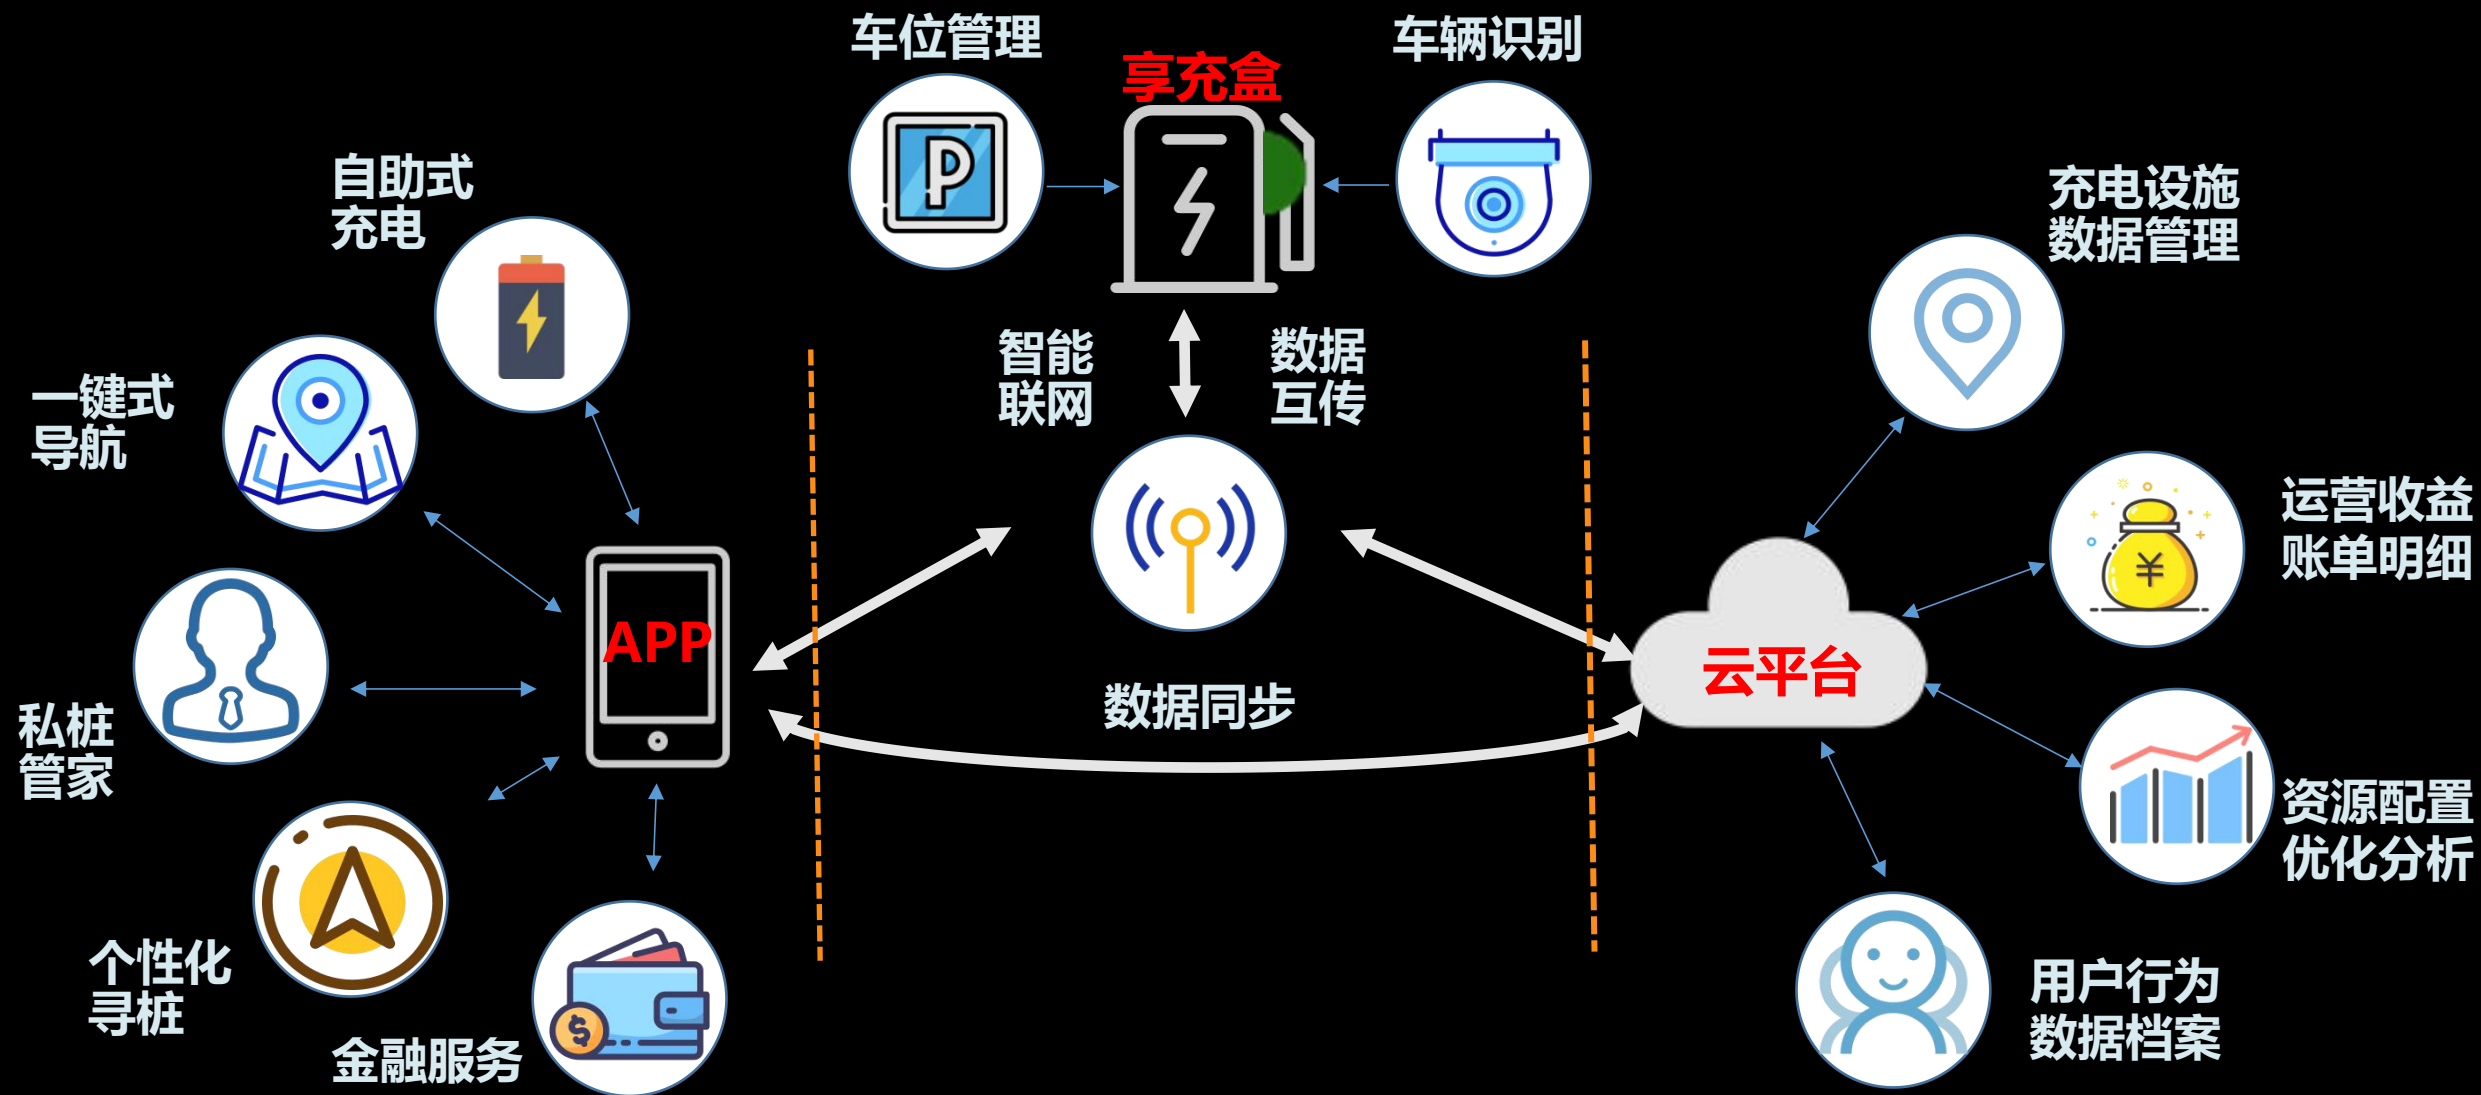 车位管理
享充盒
车辆识别
自助式
充电
充电设施
数据管理
智能
联网
数据
互传
一键式
导航
运营收益
账单明细
APP
云平台
数据同步
私桩
管家
资源配置
优化分析
个性化
寻桩
金融服务
用户行为
数据档案